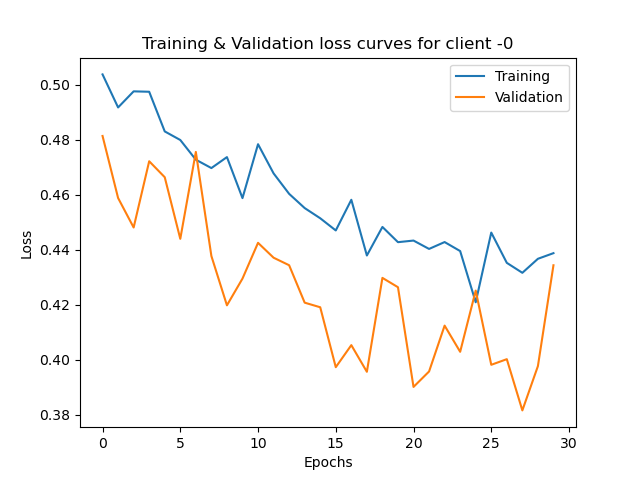 Training & Validation loss curves for client -0
Training
Validation
0.50
0.48
0.46
0.44
0.42
0.40
0.38
Loss
0 5 10 15 20 25 30
Epochs